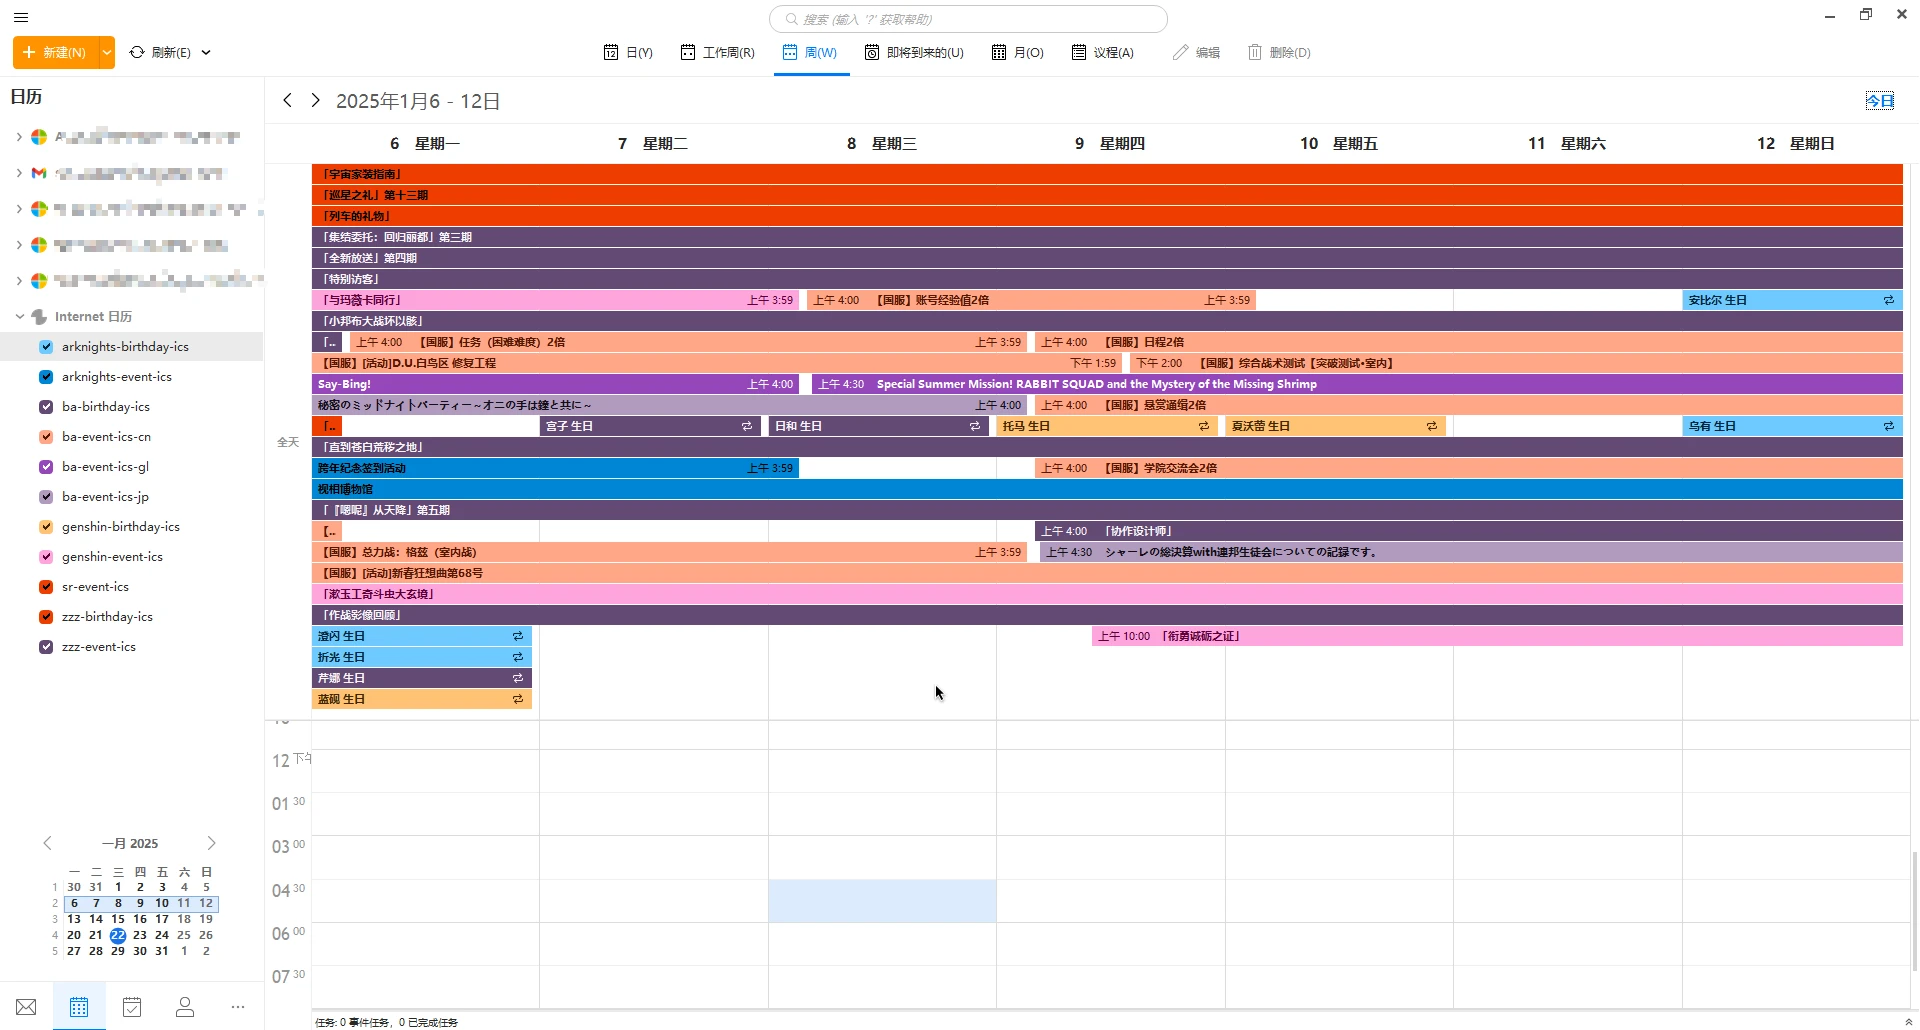 搜索 (输入 '?' 获取帮助)
新建(N)
刷新(E)
日(Y)
工作周(R)
周(W)
即将到来的(U)
月(O)
议程(A)
编辑
删除(D)
日历
2025年1月6 - 12日
今日
6 星期一
7 星期二
8 星期三
9 星期四
10 星期五
11 星期六
12 星期日
Internet 日历
arknights-birthday-ics
arknights-event-ics
ba-birthday-ics
ba-event-ics-cn
ba-event-ics-gl
ba-event-ics-jp
genshin-birthday-ics
genshin-event-ics
sr-event-ics
zzz-birthday-ics
zzz-event-ics
全天
「宇宙家装指南」
「巡星之礼」第十三期
「列车的礼物」
「集结委托：回归丽都」第三期
「全新放送」第四期
「特别访客」
「与玛薇卡同行」 上午 3:59
上午 4:00 【国服】账号经验值2倍 上午 3:59
安比尔 生日
「小邦布大战坏以骸」
「..
上午 4:00 【国服】任务（困难难度）2倍 上午 3:59
上午 4:00 【国服】日程2倍
【国服】[活动]D.U.白鸟区 修复工程 下午 1:59
下午 2:00 【国服】综合战术测试【突破测试•室内】
Say-Bing! 上午 4:00
上午 4:30 Special Summer Mission! RABBIT SQUAD and the Mystery of the Missing Shrimp
秘密のミッドナイトパーティー～オニの手は鐘と共に～ 上午 4:00
上午 4:00 【国服】悬赏通缉2倍
「..
宫子 生日
日和 生日
托马 生日
夏沃蕾 生日
乌有 生日
「直到苍白荒秽之地」
跨年纪念签到活动 上午 3:59
上午 4:00 【国服】学院交流会2倍
视相博物馆
「『嗯呢』从天降」第五期
【..
上午 4:00 「协作设计师」
【国服】总力战：格兹（室内战） 上午 3:59
上午 4:30 シャーレの総決算with連邦生徒会についての記録です。
【国服】[活动]新春狂想曲第68号
「漱玉工奇斗虫大玄境」
「作战影像回顾」
澄闪 生日
上午 10:00 「衔勇诚砺之证」
折光 生日
芹娜 生日
蓝砚 生日
12 下午
01 30
03 00
04 30
06 00
07 30
一月 2025
一 二 三 四 五 六 日
1 30 31 1 2 3 4 5
2 6 7 8 9 10 11 12
3 13 14 15 16 17 18 19
4 20 21 22 23 24 25 26
5 27 28 29 30 31 1 2
任务: 0 事件任务，0 已完成任务